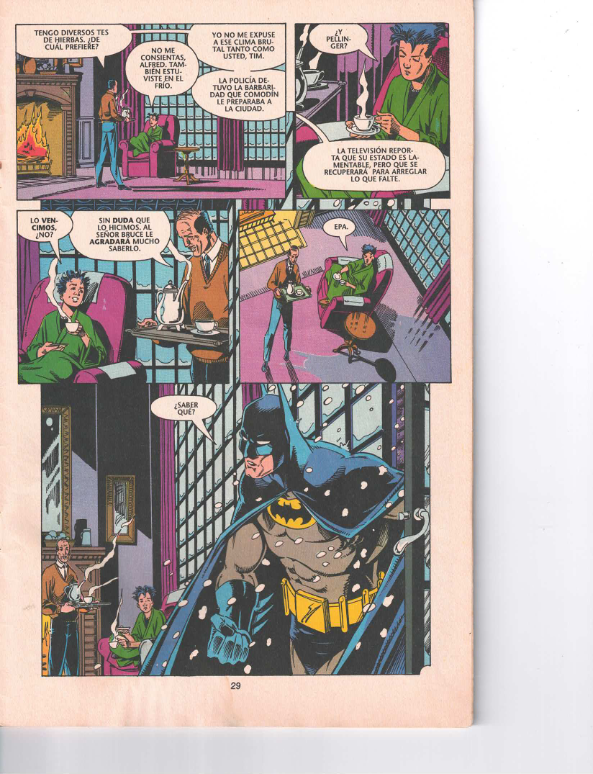 TENGO DIVERSOS TES
DE HIERBAS. ¿DE
CUÁL PREFIERE?
NO ME
CONSIENTAS,
ALFRED. TAM-
BIÉN ESTU-
VISTE EN EL
FRÍO.
YO NO ME EXPUSE
A ESE CLIMA BRU-
TAL TANTO COMO
USTED, TIM.
LA POLICÍA DE-
TUVO LA BARBARI-
DAD QUE COMODÍN
LE PREPARABA A
LA CIUDAD.
¿Y
PELLIN-
GER?
LA TELEVISIÓN REPOR-
TA QUE SU ESTADO ES LA-
MENTABLE, PERO QUE SE
RECUPERARÁ PARA ARREGLAR
LO QUE FALTE.
LO VEN-
CIMOS,
¿NO?
SIN DUDA QUE
LO HICIMOS. AL
SEÑOR BRUCE LE
AGRADARÁ MUCHO
SABERLO.
EPA.
¿SABER
QUÉ?
29